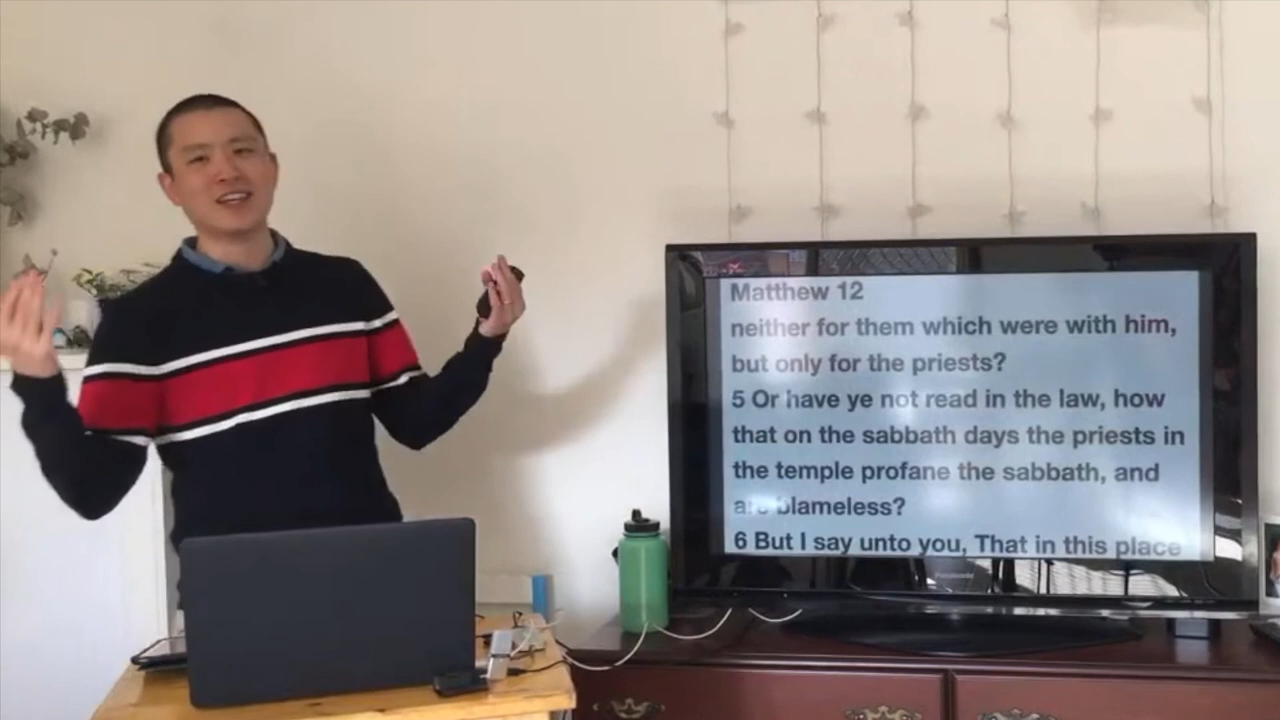 Matthew 12
neither for them which were with him,
but only for the priests?
5 Or have ye not read in the law, how
that on the sabbath days the priests in
the temple profane the sabbath, and
are blameless?
6 But I say unto you, That in this place
Panasonic